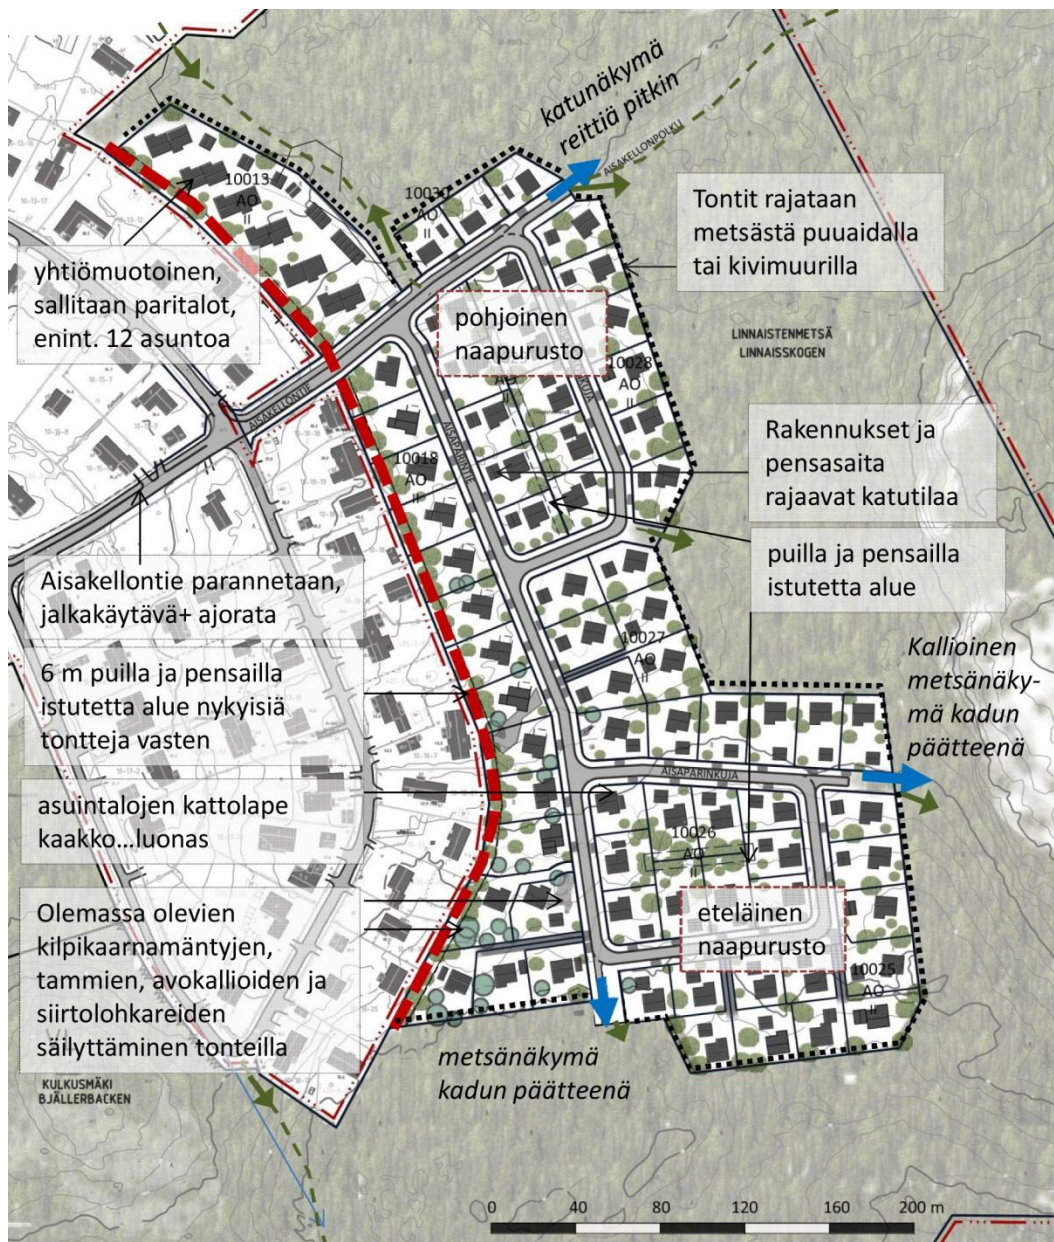 katunäkymä
reittiä pitkin
AISAKELLONPOLKU
10013
AO
II
10030
AO
II
Tontit rajataan
metsästä puuaidalla
tai kivimuurilla
yhtiömuotoinen,
sallitaan paritalot,
enint. 12 asuntoa
pohjoinen
naapurusto
LINNAISTENMETSÄ
LINNAISSKOGEN
10028
AO
II
AISAKELLONTIE
AISAPARINTIE
10018
AO
II
Rakennukset ja
pensasaita
rajaavat katutilaa
puilla ja pensailla
istutetta alue
Aisakellontie parannetaan,
jalkakäytävä+ ajorata
10027
AO
II
6 m puilla ja pensailla
istutetta alue nykyisiä
tontteja vasten
Kallioinen
metsänäky-
mä kadun
päätteenä
AISAPARINKUJA
asuintalojen kattolape
kaakko...luonas
10026
AO
II
Olemassa olevien
kilpikaarnamäntyjen,
tammien, avokallioiden ja
siirtolohkareiden
säilyttäminen tonteilla
eteläinen
naapurusto
10025
AO
II
metsänäkymä
kadun päätteenä
KULKUSMÄKI
BJÄLLERBACKEN
0 40 80 120 160 200 m